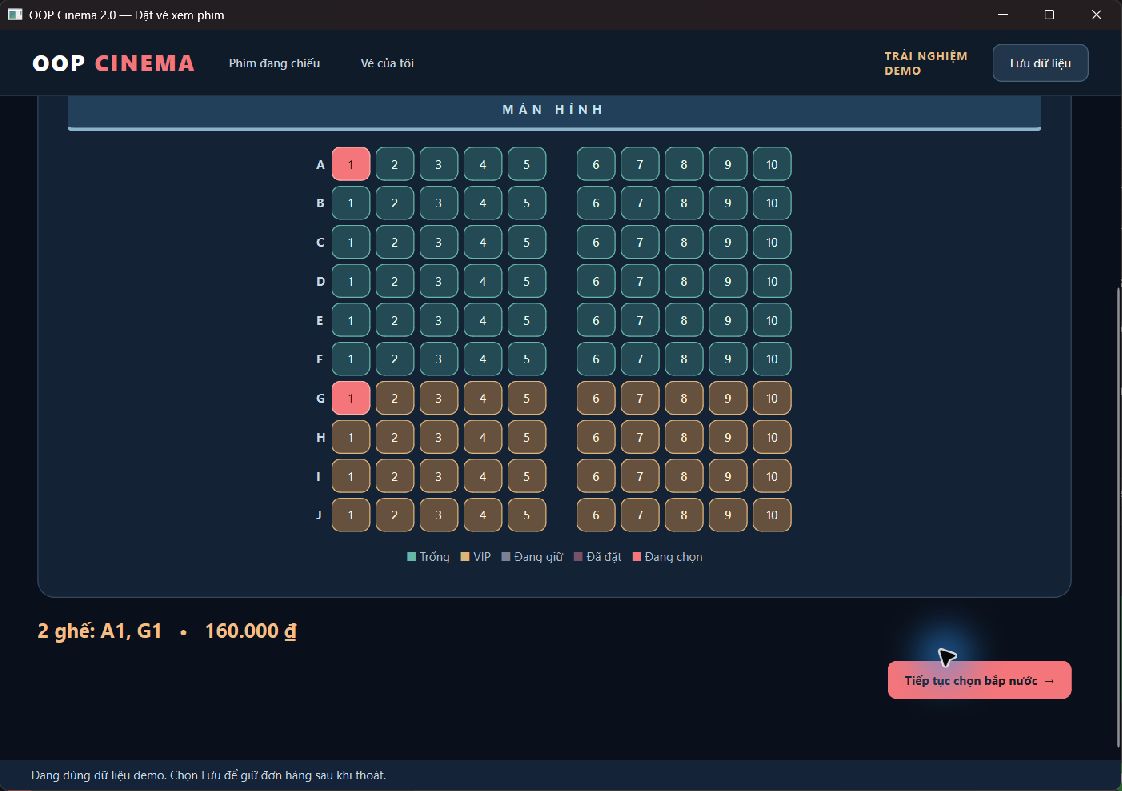 OOP Cinema 2.0 — Đặt vé xem phim
OOP CINEMA
Phim đang chiếu
Vé của tôi
TRẢI NGHIỆM
DEMO
Lưu dữ liệu
MÀN HÌNH
A 1 2 3 4 5 6 7 8 9 10
B 1 2 3 4 5 6 7 8 9 10
C 1 2 3 4 5 6 7 8 9 10
D 1 2 3 4 5 6 7 8 9 10
E 1 2 3 4 5 6 7 8 9 10
F 1 2 3 4 5 6 7 8 9 10
G 1 2 3 4 5 6 7 8 9 10
H 1 2 3 4 5 6 7 8 9 10
I 1 2 3 4 5 6 7 8 9 10
J 1 2 3 4 5 6 7 8 9 10
Trống VIP Đang giữ Đã đặt Đang chọn
2 ghế: A1, G1 • 160.000 ₫
Tiếp tục chọn bắp nước →
Đang dùng dữ liệu demo. Chọn Lưu để giữ đơn hàng sau khi thoát.